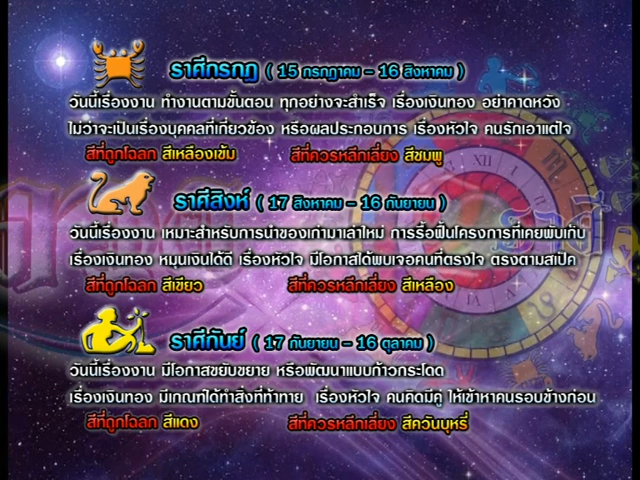 ราศีกรกฎ ( 15 กรกฎาคม - 16 สิงหาคม )
วันนี้เรื่องงาน ทำงานตามขั้นตอน ทุกอย่างจะสำเร็จ เรื่องเงินทอง อย่าคาดหวัง
ไม่ว่าจะเป็นเรื่องบุคคลที่เกี่ยวข้อง หรือผลประกอบการ เรื่องหัวใจ คนรักเอาแต่ใจ
สีที่ถูกโฉลก สีเหลืองเข้ม สีที่ควรหลีกเลี่ยง สีชมพู
ราศีสิงห์ ( 17 สิงหาคม - 16 กันยายน )
วันนี้เรื่องงาน เหมาะสำหรับการนำของเก่ามาเล่าใหม่ การรื้อฟื้นโครงการที่เคยพับเก็บ
เรื่องเงินทอง หมุนเงินได้ดี เรื่องหัวใจ มีโอกาสได้พบเจอคนที่ตรงใจ ตรงตามสเป็ค
สีที่ถูกโฉลก สีเขียว สีที่ควรหลีกเลี่ยง สีเหลือง
ราศีกันย์ ( 17 กันยายน - 16 ตุลาคม )
วันนี้เรื่องงาน มีโอกาสขยับขยาย หรือพัฒนาแบบก้าวกระโดด
เรื่องเงินทอง มีเกณฑ์ได้ทำสิ่งที่ท้าทาย เรื่องหัวใจ คนคิดมีคู่ ให้เข้าหาคนรอบข้างก่อน
สีที่ถูกโฉลก สีแดง สีที่ควรหลีกเลี่ยง สีควันบุหรี่